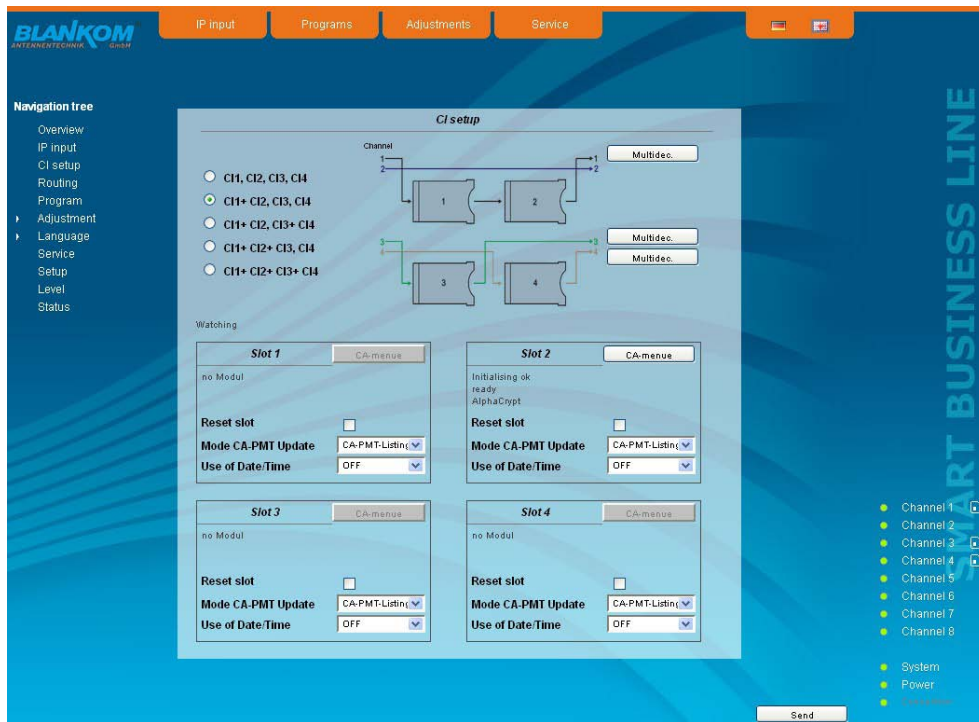 IP input
Programs
Adjustments
Service
BLANKOM
ANTENNENTECHNIK GmbH
Navigation tree
Overview
IP input
CI setup
Routing
Program
Adjustment
Language
Service
Setup
Level
Status
CI setup
Channel
1
2
1
2
Multidec.
CI1, CI2, CI3, CI4
CI1+ CI2, CI3, CI4
CI1+ CI2, CI3+ CI4
CI1+ CI2+ CI3, CI4
CI1+ CI2+ CI3+ CI4
1
2
3
4
3
4
Multidec.
Multidec.
3
4
Watching
Slot 1
CA-menue
no Modul
Reset slot
Mode CA-PMT Update
CA-PMT-Listing
Use of Date/Time
OFF
Slot 2
CA-menue
Initialising ok
ready
AlphaCrypt
Reset slot
Mode CA-PMT Update
CA-PMT-Listing
Use of Date/Time
OFF
Slot 3
CA-menue
no Modul
Reset slot
Mode CA-PMT Update
CA-PMT-Listing
Use of Date/Time
OFF
Slot 4
CA-menue
no Modul
Reset slot
Mode CA-PMT Update
CA-PMT-Listing
Use of Date/Time
OFF
SMART BUSINESS LINE
Channel 1
Channel 2
Channel 3
Channel 4
Channel 5
Channel 6
Channel 7
Channel 8
System
Power
Send